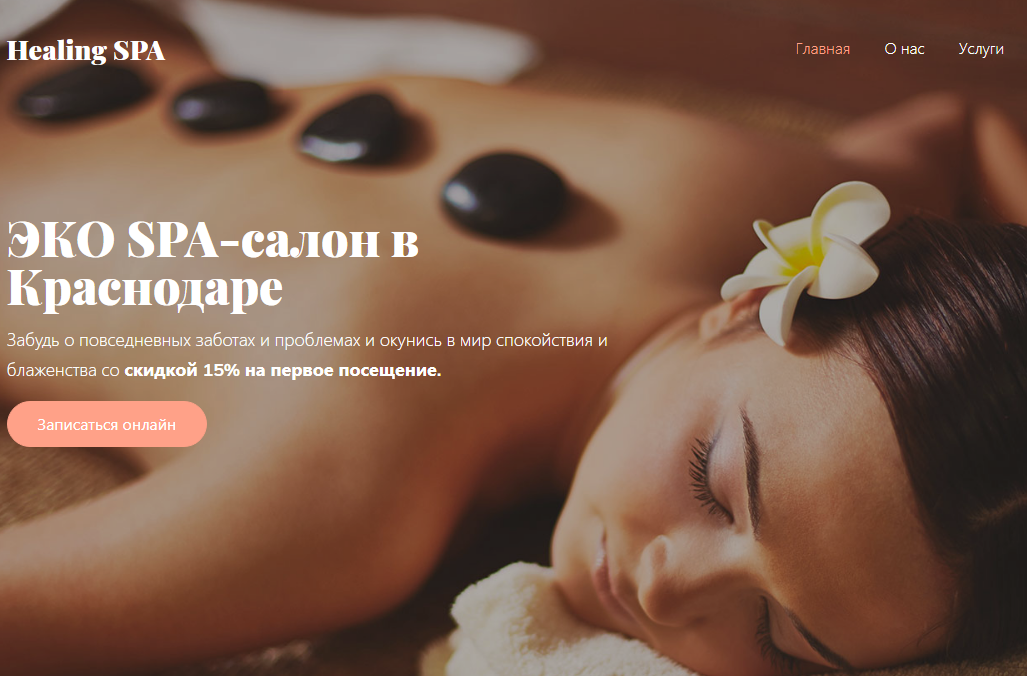 Healing SPA
Главная О нас Услуги
ЭКО SPA-салон в
Краснодаре
Забудь о повседневных заботах и проблемах и окунись в мир спокойствия и
блаженства со скидкой 15% на первое посещение.
Записаться онлайн